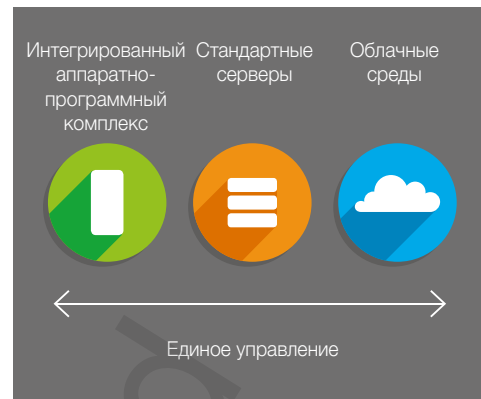 Интегрированный
аппаратно-
программный
комплекс
Стандартные
серверы
Облачные
среды
Единое управление